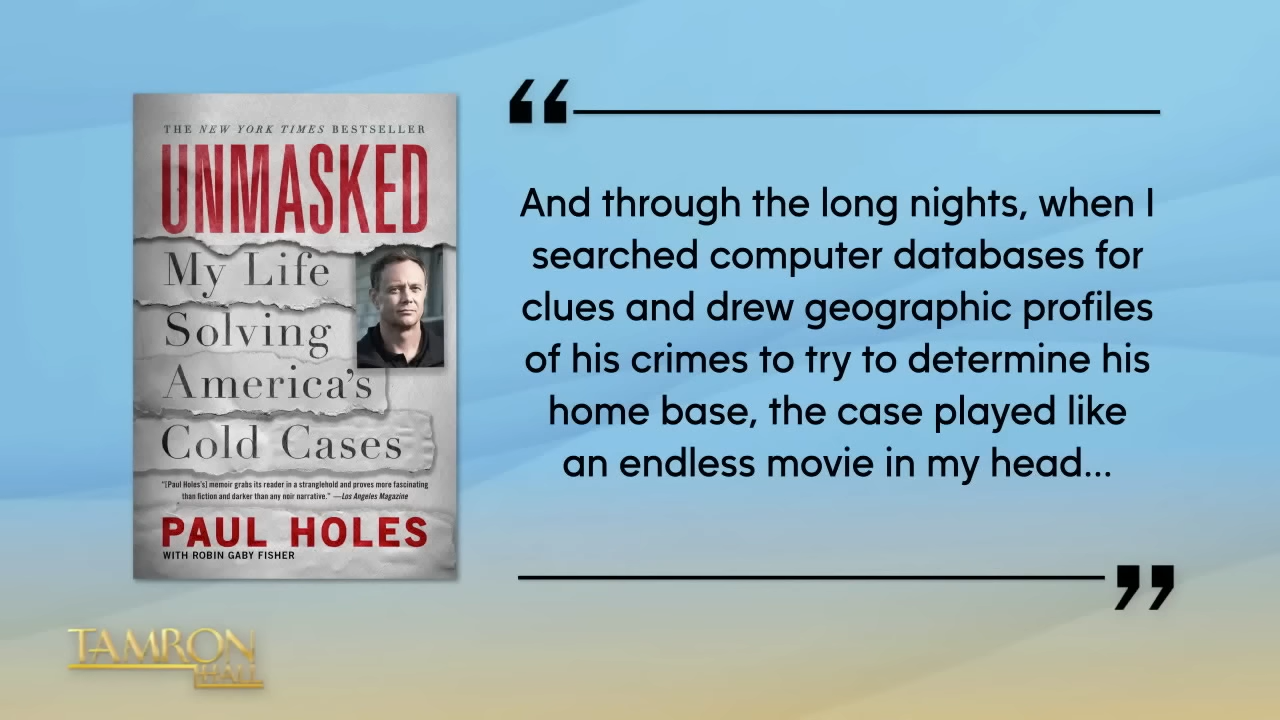 THE NEW YORK TIMES BESTSELLER
UNMASKED
My Life
Solving
America's
Cold Cases
"[Paul Holes's] memoir grabs its reader in a stranglehold and proves more fascinating
than fiction and darker than any noir narrative." —Los Angeles Magazine
PAUL HOLES
WITH ROBIN GABY FISHER
“
And through the long nights, when I
searched computer databases for
clues and drew geographic profiles
of his crimes to try to determine his
home base, the case played like
an endless movie in my head...
”
TAMRON
HALL